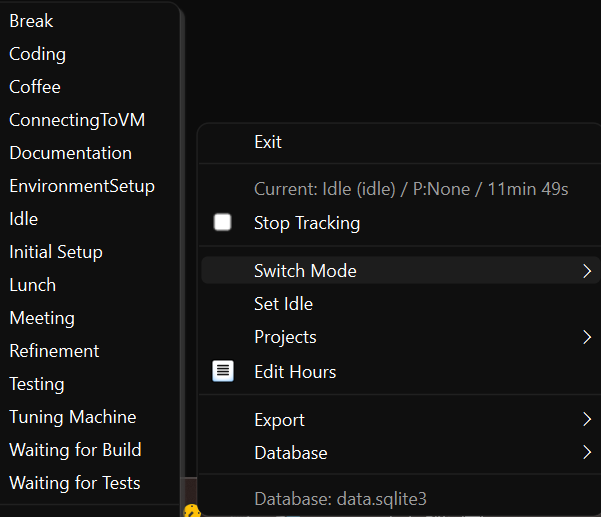 Break
Coding
Coffee
ConnectingToVM
Documentation
EnvironmentSetup
Idle
Initial Setup
Lunch
Meeting
Refinement
Testing
Tuning Machine
Waiting for Build
Waiting for Tests
Exit
Current: Idle (idle) / P:None / 11min 49s
Stop Tracking
Switch Mode
Set Idle
Projects
Edit Hours
Export
Database
Database: data.sqlite3